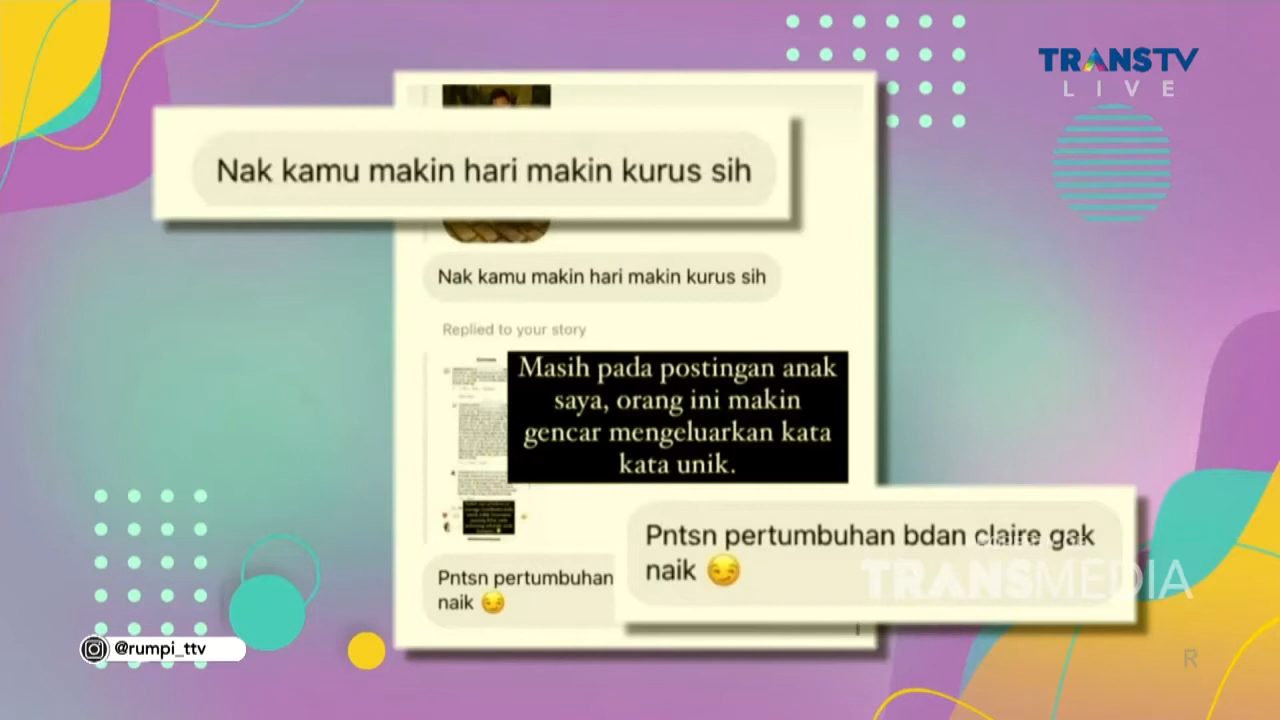 TRANSTV
LIVE
Nak kamu makin hari makin kurus sih
Nak kamu makin hari makin kurus sih
Replied to your story
Masih pada postingan anak
saya, orang ini makin
gencar mengeluarkan kata
kata unik.
Pntsn pertumbuhan bdan claire gak
naik 😏
Pntsn pertumbuhan
naik 😏
TRANSMEDIA
@rumpi_ttv
R